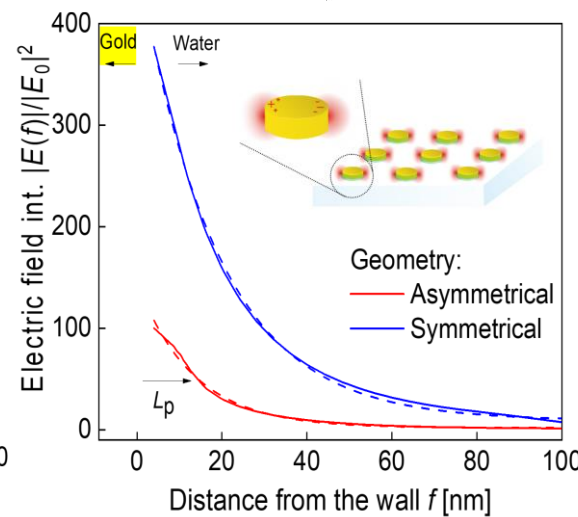 Electric field int. |E(f)|/|E₀|²
400
300
200
100
0
Gold
Water
Geometry:
Asymmetrical
Symmetrical
Lₚ
0
0 20 40 60 80 100
Distance from the wall f [nm]